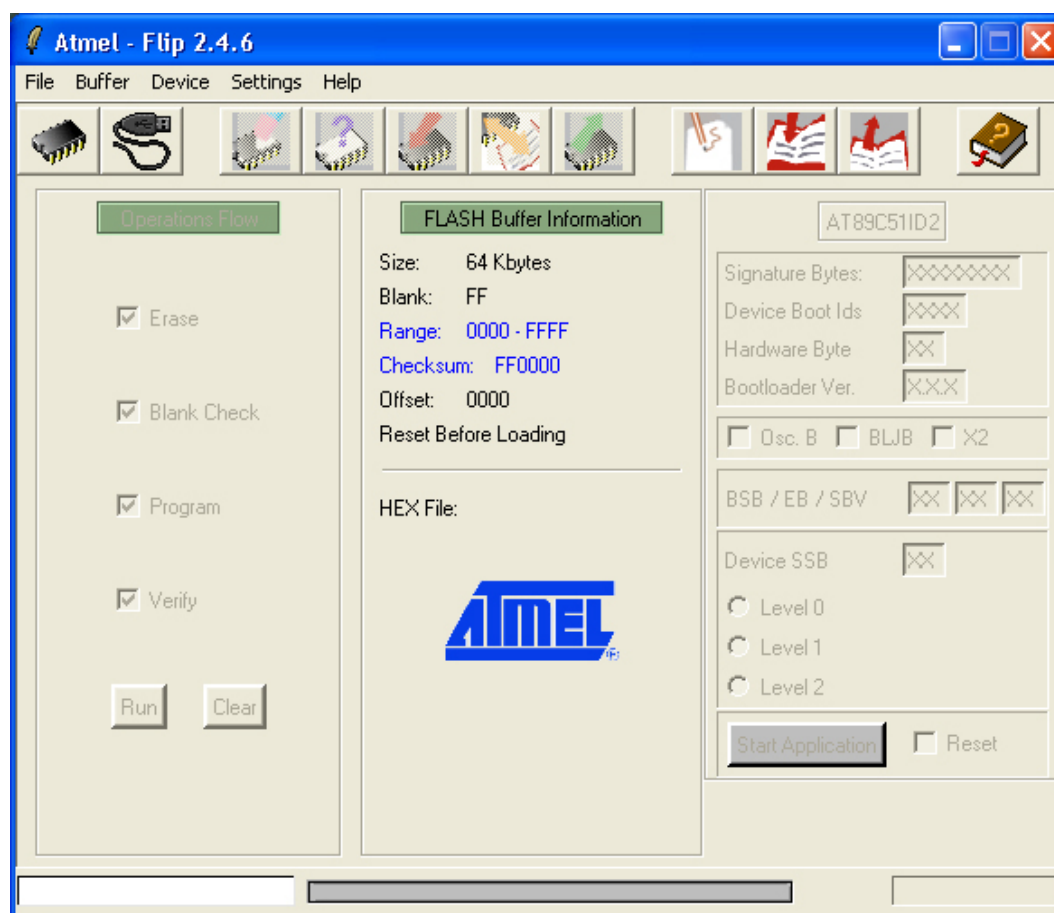 Atmel - Flip 2.4.6
File Buffer Device Settings Help
Operations Flow
Erase
Blank Check
Program
Verify
Run Clear
FLASH Buffer Information
Size: 64 Kbytes
Blank: FF
Range: 0000 - FFFF
Checksum: FF0000
Offset: 0000
Reset Before Loading
HEX File:
ATMEL®
AT89C51ID2
Signature Bytes: XXXXXXXX
Device Boot Ids XXXX
Hardware Byte XX
Bootloader Ver. X.X.X
Osc. B BLJB X2
BSB / EB / SBV XX XX XX
Device SSB XX
Level 0
Level 1
Level 2
Start Application Reset